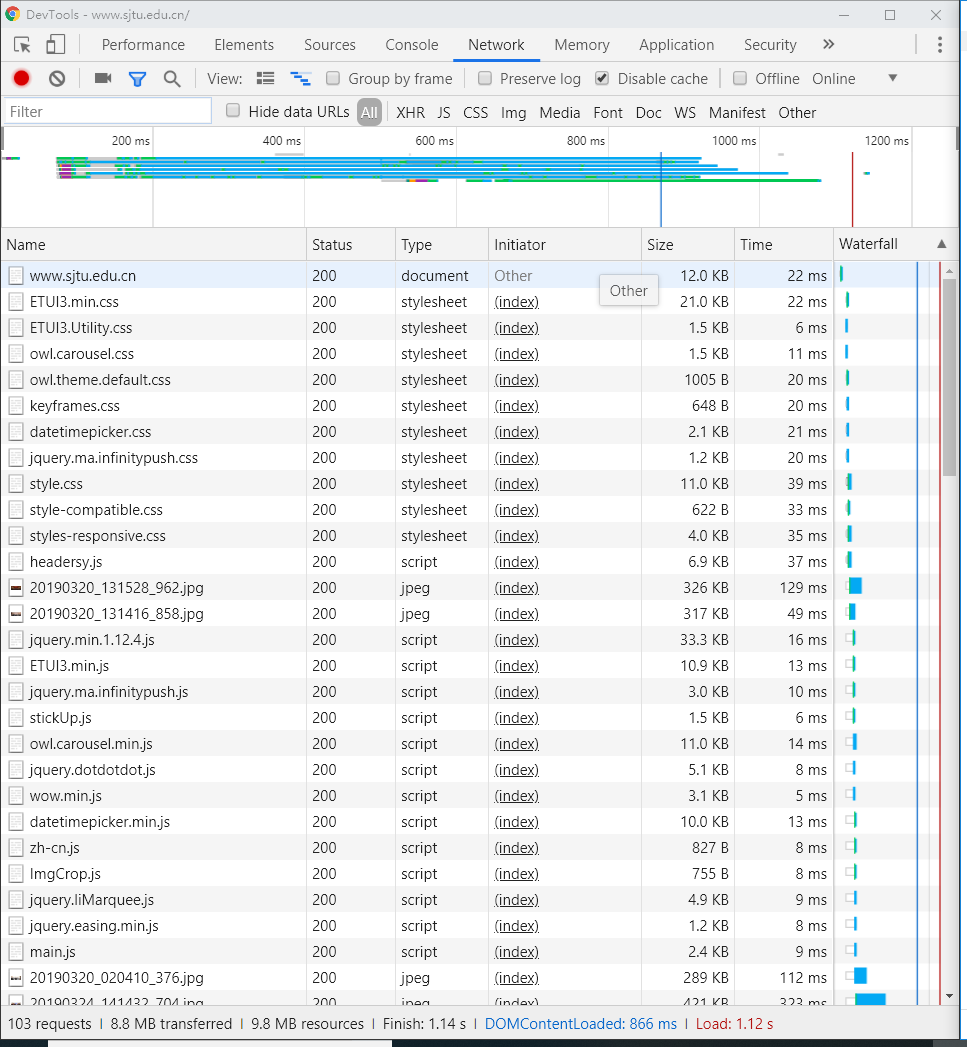 DevTools - www.sjtu.edu.cn/
Performance Elements Sources Console Network Memory Application Security »
View: Group by frame Preserve log Disable cache Offline Online
Filter Hide data URLs All XHR JS CSS Img Media Font Doc WS Manifest Other
200 ms 400 ms 600 ms 800 ms 1000 ms 1200 ms
Name Status Type Initiator Size Time Waterfall
www.sjtu.edu.cn 200 document Other 12.0 KB 22 ms
Other
ETUI3.min.css 200 stylesheet (index) 21.0 KB 22 ms
ETUI3.Utility.css 200 stylesheet (index) 1.5 KB 6 ms
owl.carousel.css 200 stylesheet (index) 1.5 KB 11 ms
owl.theme.default.css 200 stylesheet (index) 1005 B 20 ms
keyframes.css 200 stylesheet (index) 648 B 20 ms
datetimepicker.css 200 stylesheet (index) 2.1 KB 21 ms
jquery.ma.infinitypush.css 200 stylesheet (index) 1.2 KB 20 ms
style.css 200 stylesheet (index) 11.0 KB 39 ms
style-compatible.css 200 stylesheet (index) 622 B 33 ms
styles-responsive.css 200 stylesheet (index) 4.0 KB 35 ms
headersy.js 200 script (index) 6.9 KB 37 ms
20190320_131528_962.jpg 200 jpeg (index) 326 KB 129 ms
20190320_131416_858.jpg 200 jpeg (index) 317 KB 49 ms
jquery.min.1.12.4.js 200 script (index) 33.3 KB 16 ms
ETUI3.min.js 200 script (index) 10.9 KB 13 ms
jquery.ma.infinitypush.js 200 script (index) 3.0 KB 10 ms
stickUp.js 200 script (index) 1.5 KB 6 ms
owl.carousel.min.js 200 script (index) 11.0 KB 14 ms
jquery.dotdotdot.js 200 script (index) 5.1 KB 8 ms
wow.min.js 200 script (index) 3.1 KB 5 ms
datetimepicker.min.js 200 script (index) 10.0 KB 13 ms
zh-cn.js 200 script (index) 827 B 8 ms
ImgCrop.js 200 script (index) 755 B 8 ms
jquery.liMarquee.js 200 script (index) 4.9 KB 9 ms
jquery.easing.min.js 200 script (index) 1.2 KB 8 ms
main.js 200 script (index) 2.4 KB 9 ms
20190320_020410_376.jpg 200 jpeg (index) 289 KB 112 ms
20190324_141432_704.jpg 200 jpeg (index) 421 KB 323 ms
103 requests | 8.8 MB transferred | 9.8 MB resources | Finish: 1.14 s | DOMContentLoaded: 866 ms | Load: 1.12 s